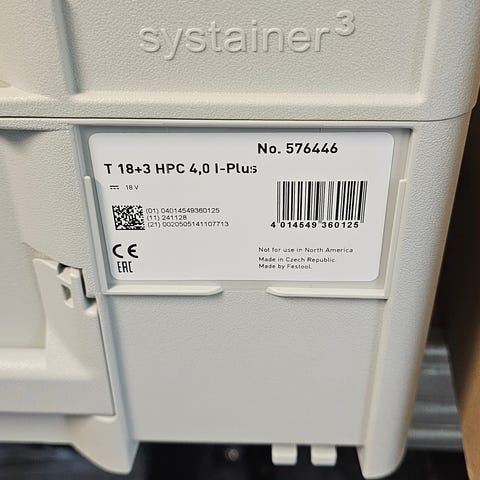 systainer³
No. 576446
T 18+3 HPC 4,0 I-Plus
18 V
(01) 04014549360125
(11) 241128
(21) 0020505141107713
4 014549 360125
CE
EAC
Not for use in North America
Made in Czech Republic.
Made by Festool.